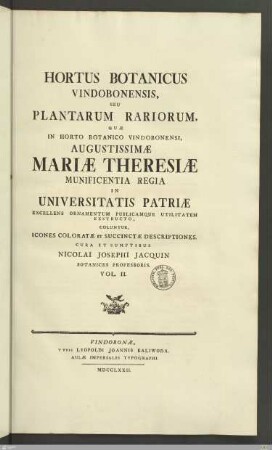 HORTUS BOTANICUS
VINDOBONENSIS,
SEU
PLANTARUM RARIORUM,
QUÆ
IN HORTO BOTANICO VINDOBONENSI,
AUGUSTISSIMÆ
MARIÆ THERESIÆ
MUNIFICENTIA REGIA
IN
UNIVERSITATIS PATRIÆ
EXCELLENS ORNAMENTUM PUBLICAMQUE UTILITATEM
EXSTRUCTO,
COLUNTUR,
ICONES COLORATÆ ET SUCCINCTÆ DESCRIPTIONES.
CURA ET SUMPTIBUS
NICOLAI JOSEPHI JACQUIN
BOTANICES PROFESSORIS.
VOL. II.
VINDOBONÆ,
TYPIS LEOPOLDI JOANNIS KALIWODA,
AULÆ IMPERIALIS TYPOGRAPHI
MDCCLXXII.